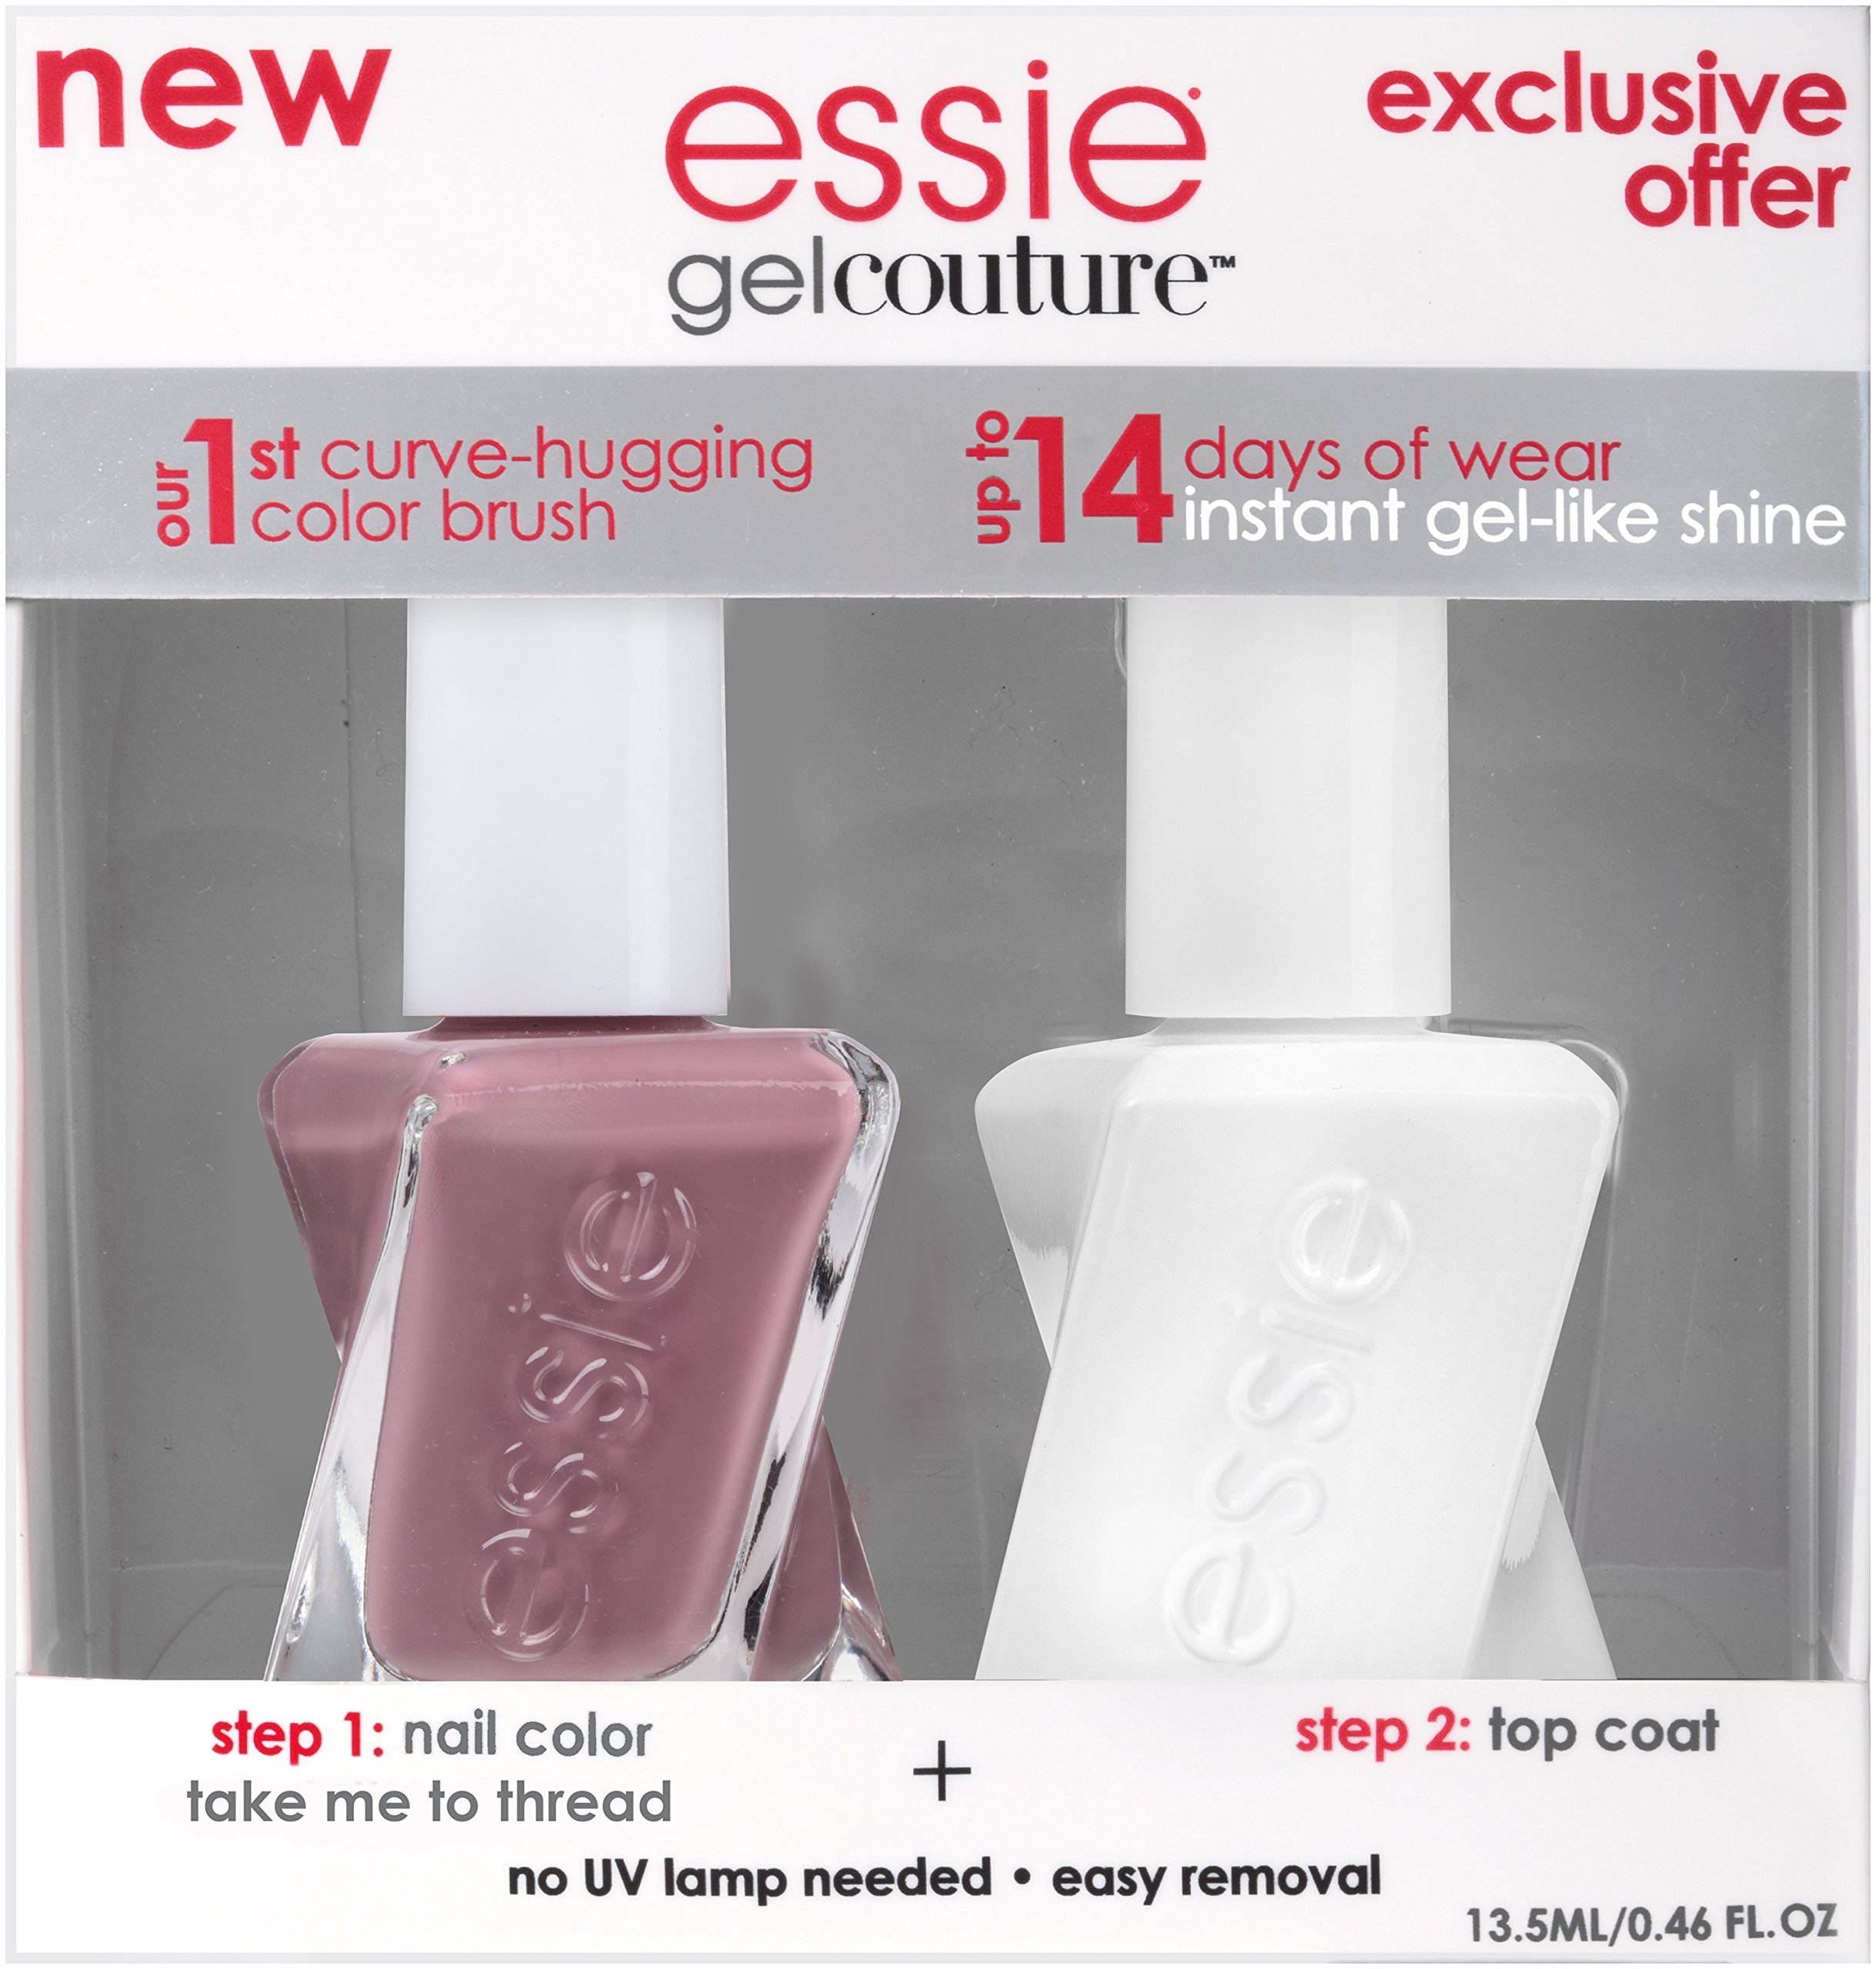 new
essie
exclusive
offer
gelcouture™
our 1st curve-hugging
color brush
up to 14 days of wear
instant gel-like shine
essie
essie
step 1: nail color
take me to thread
+
step 2: top coat
no UV lamp needed • easy removal
13.5ML/0.46 FL.OZ